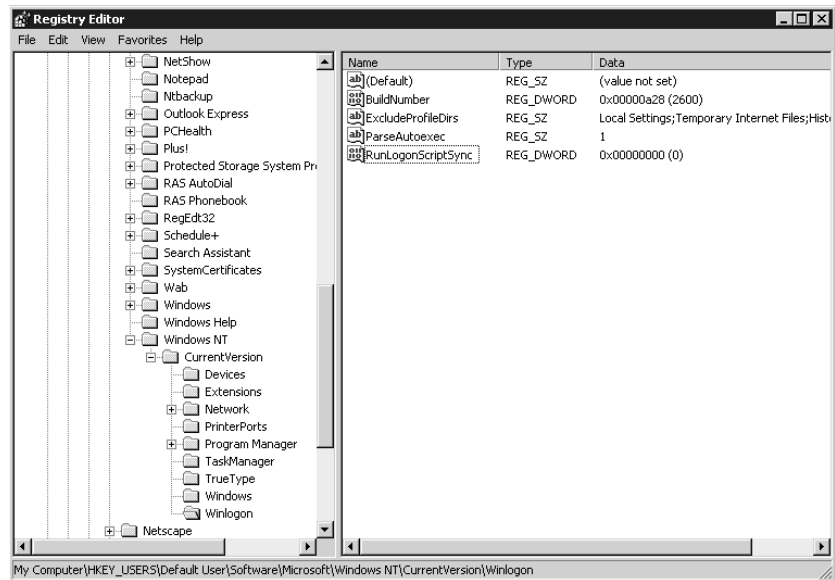 Registry Editor
File Edit View Favorites Help
NetShow
Notepad
Ntbackup
Outlook Express
PCHealth
Plus!
Protected Storage System Pr
RAS AutoDial
RAS Phonebook
RegEdt32
Schedule+
Search Assistant
SystemCertificates
Wab
Windows
Windows Help
Windows NT
CurrentVersion
Devices
Extensions
Network
PrinterPorts
Program Manager
TaskManager
TrueType
Windows
Winlogon
Netscape
Name Type Data
(Default) REG_SZ (value not set)
BuildNumber REG_DWORD 0x00000a28 (2600)
ExcludeProfileDirs REG_SZ Local Settings;Temporary Internet Files;Hist
ParseAutoexec REG_SZ 1
RunLogonScriptSync REG_DWORD 0x00000000 (0)
My Computer\HKEY_USERS\Default User\Software\Microsoft\Windows NT\CurrentVersion\Winlogon